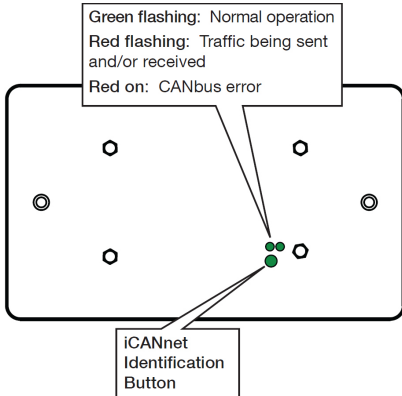 Green flashing: Normal operation
Red flashing: Traffic being sent
and/or received
Red on: CANbus error
iCANnet
Identification
Button